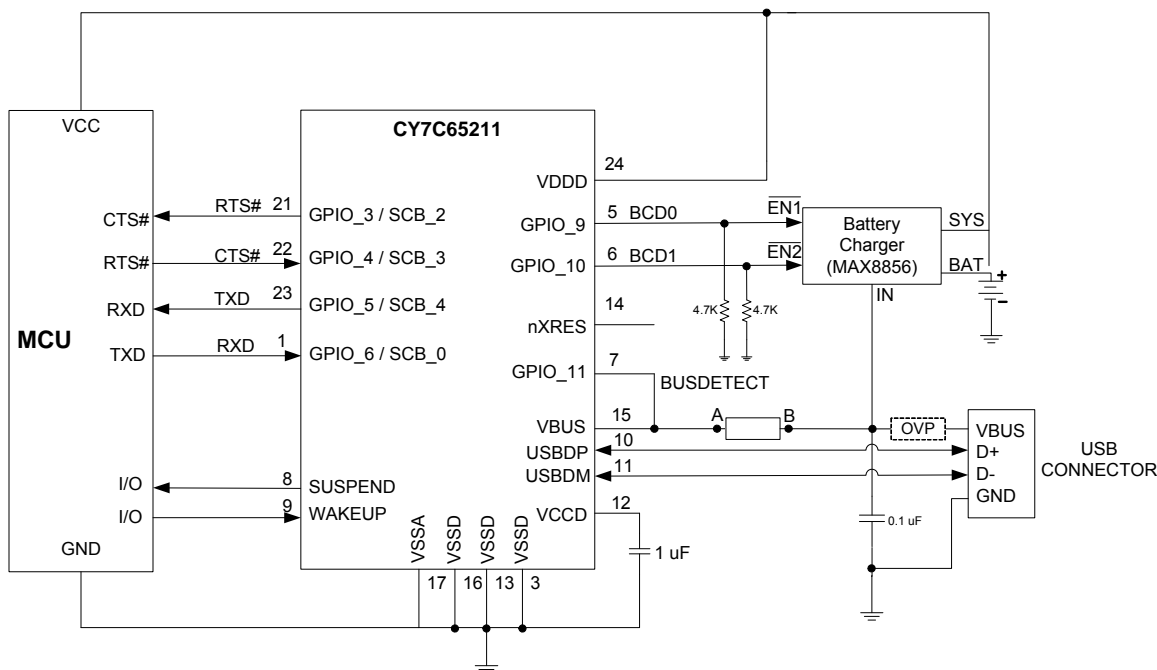 CY7C65211
MCU
VCC
CTS#
RTS#
RXD
TXD
I/O
I/O
GND
RTS# 21
CTS# 22
TXD 23
RXD 1
8
9
GPIO_3 / SCB_2
GPIO_4 / SCB_3
GPIO_5 / SCB_4
GPIO_6 / SCB_0
SUSPEND
WAKEUP
VSSA
VSSD
VSSD
VSSD
17
16
13
3
VDDD
24
GPIO_9
5 BCD0
GPIO_10
6 BCD1
nXRES
14
GPIO_11
7
BUSDETECT
VBUS
15
USBDP
10
USBDM
11
VCCD
12
1 uF
4.7K
4.7K
EN1
EN2
Battery
Charger
(MAX8856)
SYS
BAT
IN
+
-
A
B
OVP
0.1 uF
VBUS
D+
D-
GND
USB
CONNECTOR